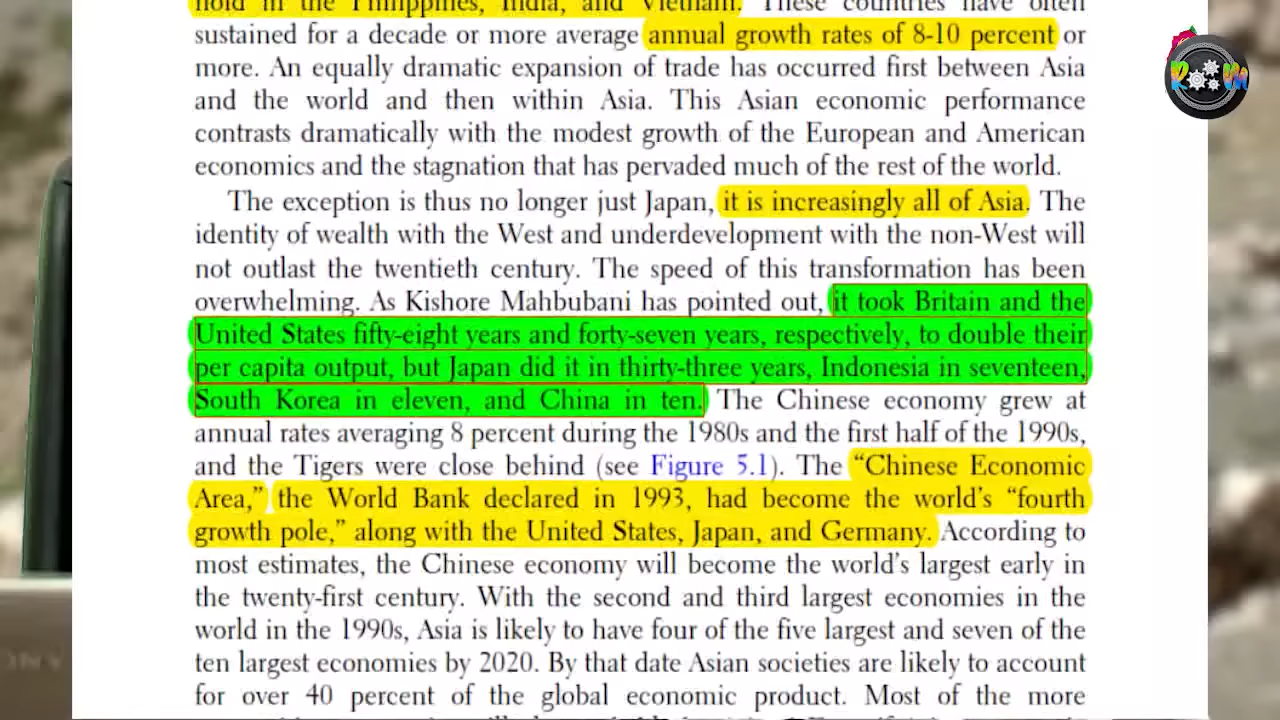 hold in the Philippines, India, and Vietnam. These countries have often
sustained for a decade or more average annual growth rates of 8-10 percent or
more. An equally dramatic expansion of trade has occurred first between Asia
and the world and then within Asia. This Asian economic performance
contrasts dramatically with the modest growth of the European and American
economics and the stagnation that has pervaded much of the rest of the world.
The exception is thus no longer just Japan, it is increasingly all of Asia. The
identity of wealth with the West and underdevelopment with the non-West will
not outlast the twentieth century. The speed of this transformation has been
overwhelming. As Kishore Mahbubani has pointed out, it took Britain and the
United States fifty-eight years and forty-seven years, respectively, to double their
per capita output, but Japan did it in thirty-three years, Indonesia in seventeen,
South Korea in eleven, and China in ten. The Chinese economy grew at
annual rates averaging 8 percent during the 1980s and the first half of the 1990s,
and the Tigers were close behind (see Figure 5.1). The “Chinese Economic
Area,” the World Bank declared in 1993, had become the world’s “fourth
growth pole,” along with the United States, Japan, and Germany. According to
most estimates, the Chinese economy will become the world’s largest early in
the twenty-first century. With the second and third largest economies in the
world in the 1990s, Asia is likely to have four of the five largest and seven of the
ten largest economies by 2020. By that date Asian societies are likely to account
for over 40 percent of the global economic product. Most of the more